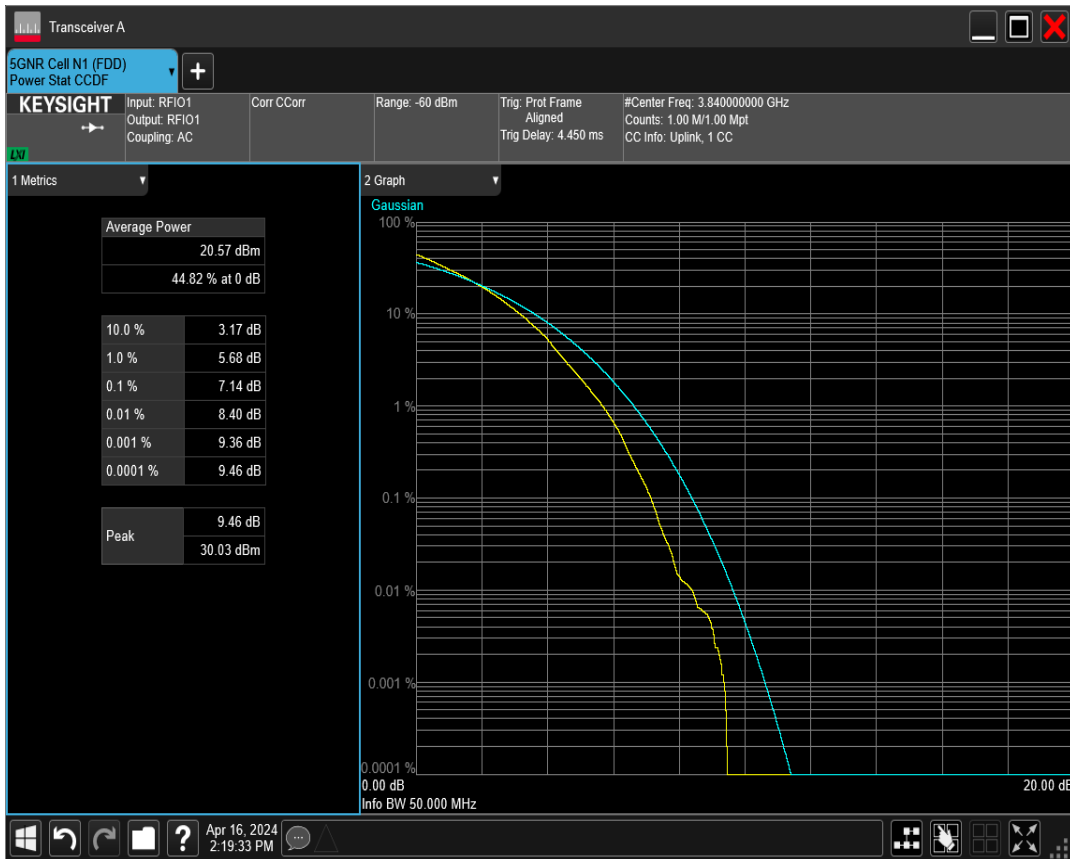 Transceiver A
5GNR Cell N1 (FDD)
Power Stat CCDF
+
KEYSIGHT
LXI
Input: RFIO1
Output: RFIO1
Coupling: AC
Corr CCorr
Range: -60 dBm
Trig: Prot Frame
Aligned
Trig Delay: 4.450 ms
#Center Freq: 3.840000000 GHz
Counts: 1.00 M/1.00 Mpt
CC Info: Uplink, 1 CC
1 Metrics
Average Power
20.57 dBm
44.82 % at 0 dB
10.0 % 3.17 dB
1.0 % 5.68 dB
0.1 % 7.14 dB
0.01 % 8.40 dB
0.001 % 9.36 dB
0.0001 % 9.46 dB
Peak
9.46 dB
30.03 dBm
2 Graph
Gaussian
100 %
10 %
1 %
0.1 %
0.01 %
0.001 %
0.0001 %
0.00 dB
20.00 dB
Info BW 50.000 MHz
?
Apr 16, 2024
2:19:33 PM